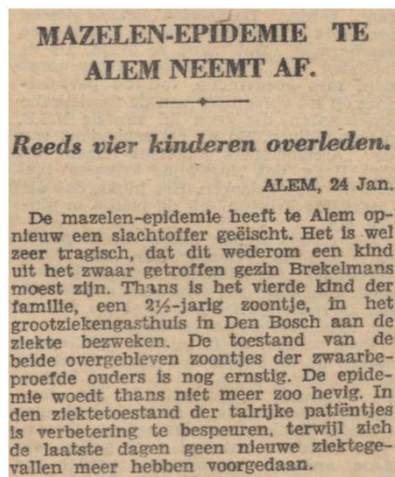 MAZELEN-EPIDEMIE TE
ALEM NEEMT AF.
Reeds vier kinderen overleden.
ALEM, 24 Jan.
De mazelen-epidemie heeft te Alem op-
nieuw een slachtoffer geëischt. Het is wel
zeer tragisch, dat dit wederom een kind
uit het zwaar getroffen gezin Brekelmans
moest zijn. Thans is het vierde kind der
familie, een 2½-jarig zoontje, in het
grootziekengasthuis in Den Bosch aan de
ziekte bezweken. De toestand van de
beide overgebleven zoontjes der zwaarbe-
proefde ouders is nog ernstig. De epide-
mie woedt thans niet meer zoo hevig. In
den ziektetoestand der talrijke patiëntjes
is verbetering te bespeuren, terwijl zich
de laatste dagen geen nieuwe ziektege-
vallen meer hebben voorgedaan.